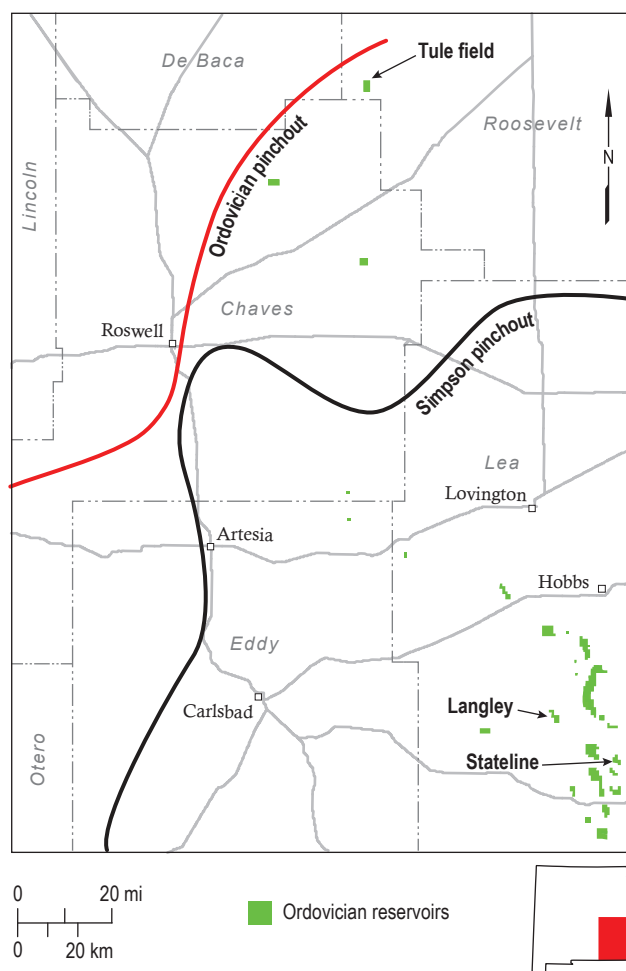 De Baca
Tule field
Roosevelt
N
Lincoln
Ordovician pinchout
Chaves
Roswell
Simpson pinchout
Lea
Lovington
Artesia
Hobbs
Eddy
Langley
Carlsbad
Stateline
Otero
0 20 mi
0 20 km
Ordovician reservoirs